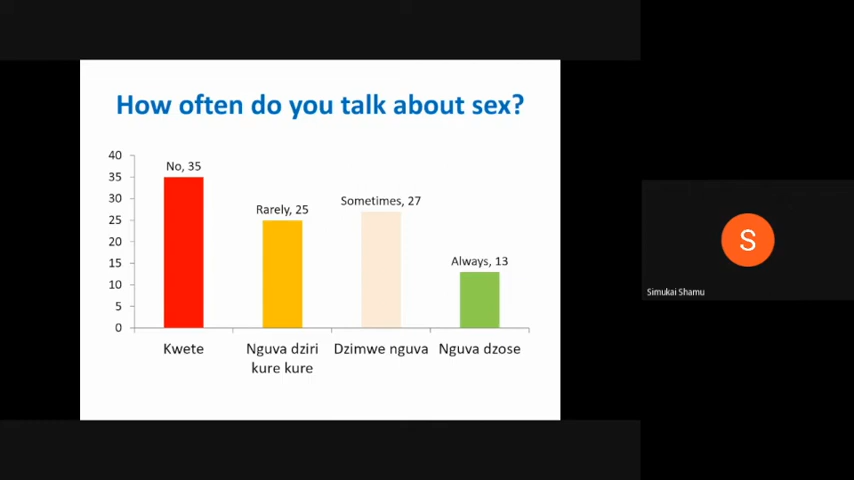 How often do you talk about sex?
40
35
30
25
20
15
10
5
0
No, 35
Rarely, 25
Sometimes, 27
Always, 13
Kwete
Nguva dziri
kure kure
Dzimwe nguva
Nguva dzose
S
Simukai Shamu